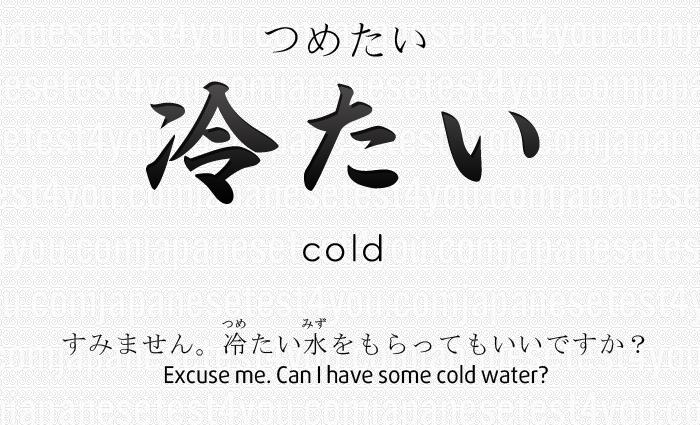 つめたい
冷たい
cold
つめ みず
すみません。冷たい水をもらってもいいですか？
Excuse me. Can I have some cold water?